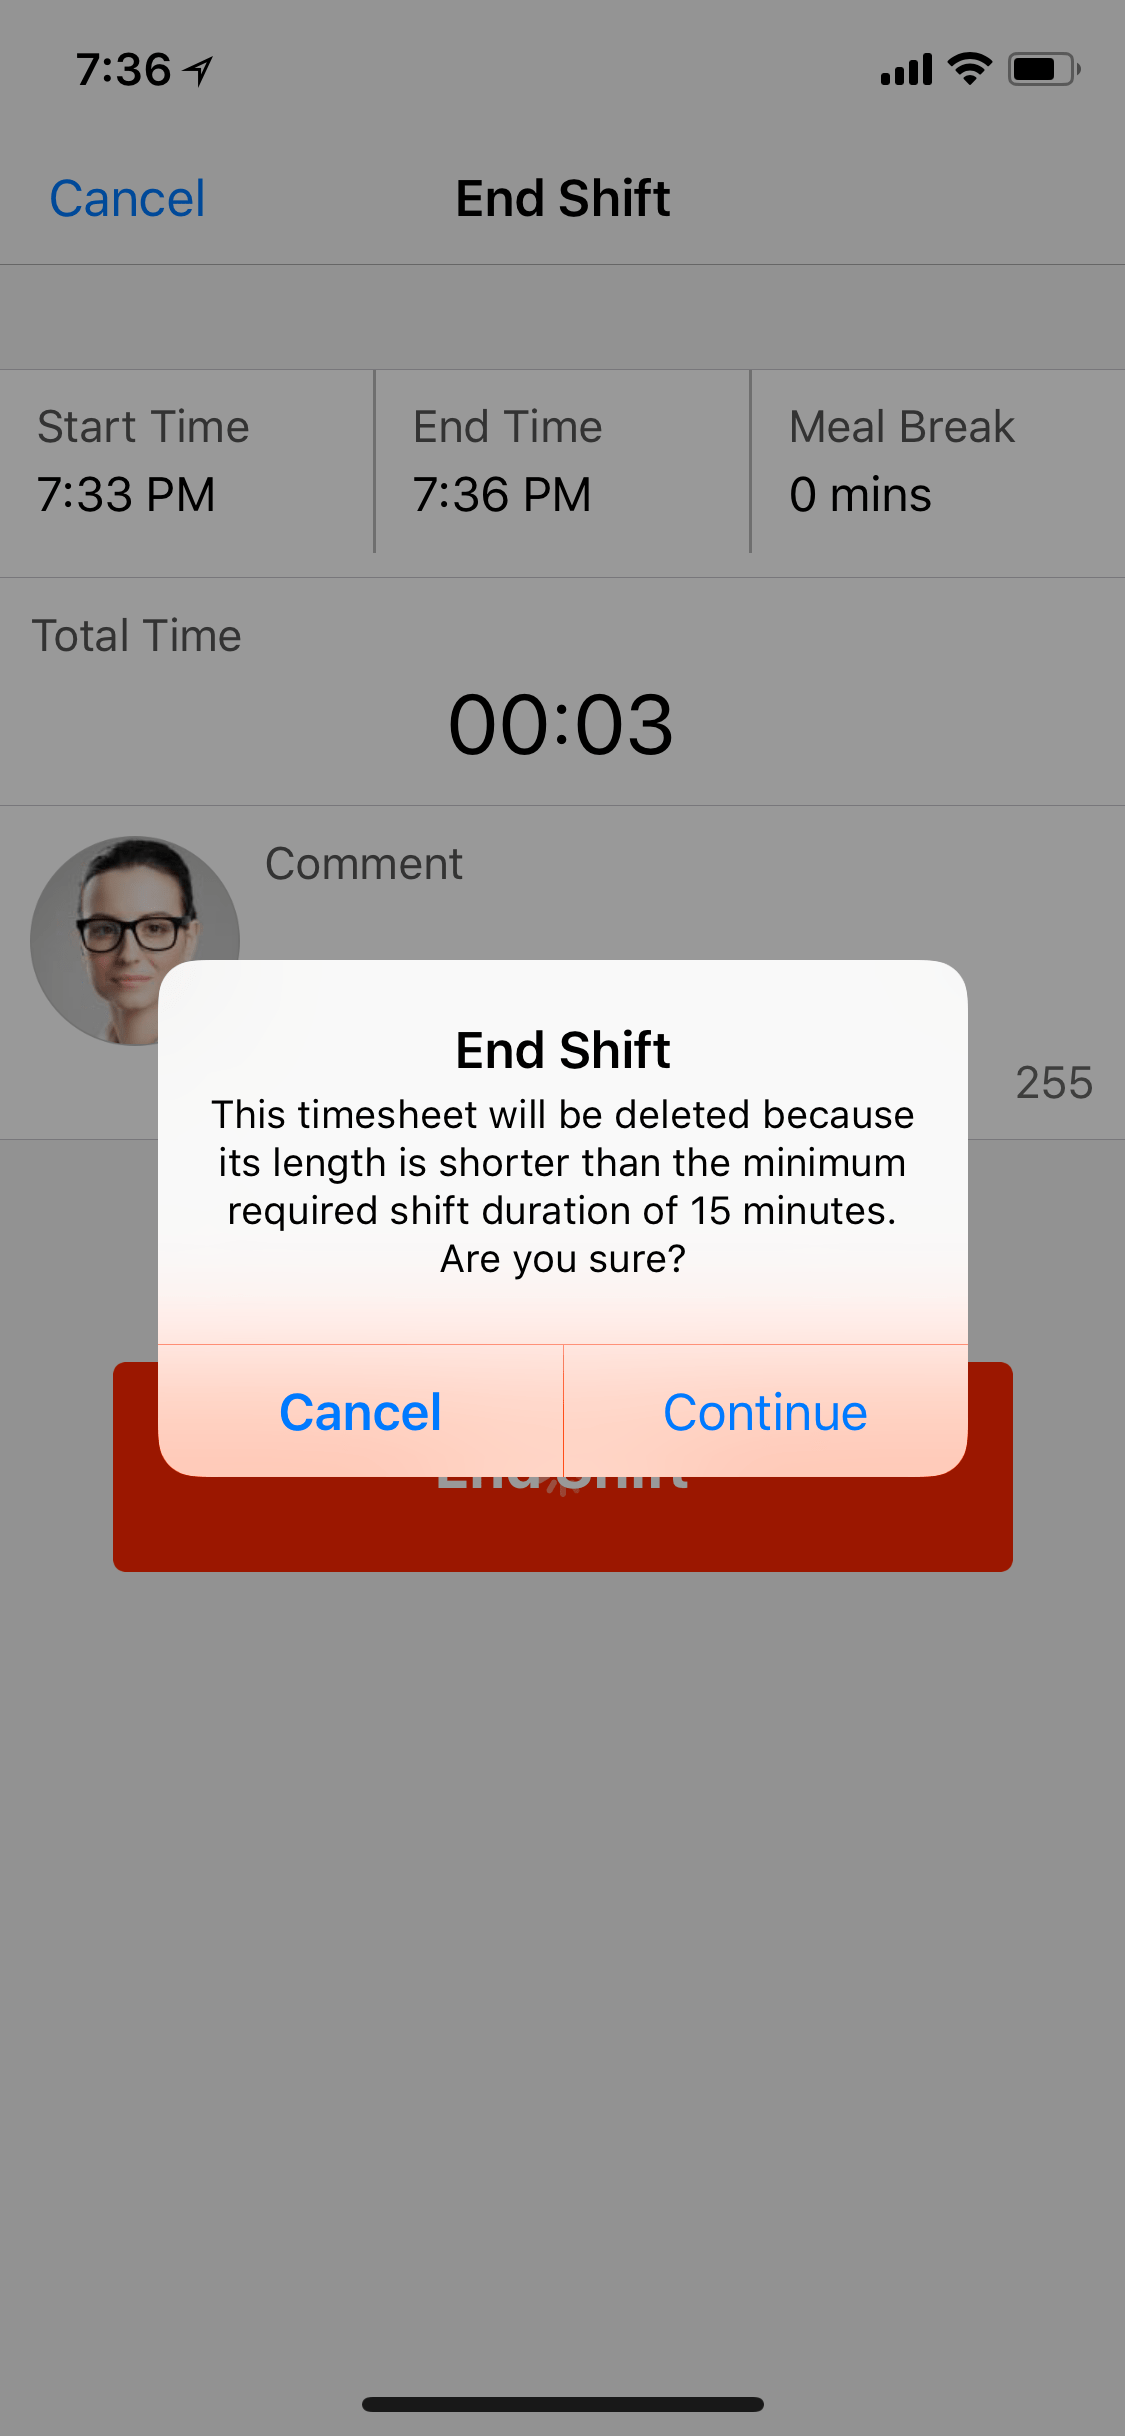 7:36
Cancel End Shift
Start Time End Time Meal Break
7:33 PM 7:36 PM 0 mins
Total Time
00:03
Comment
255
End Shift
This timesheet will be deleted because
its length is shorter than the minimum
required shift duration of 15 minutes.
Are you sure?
Cancel Continue
End Shift